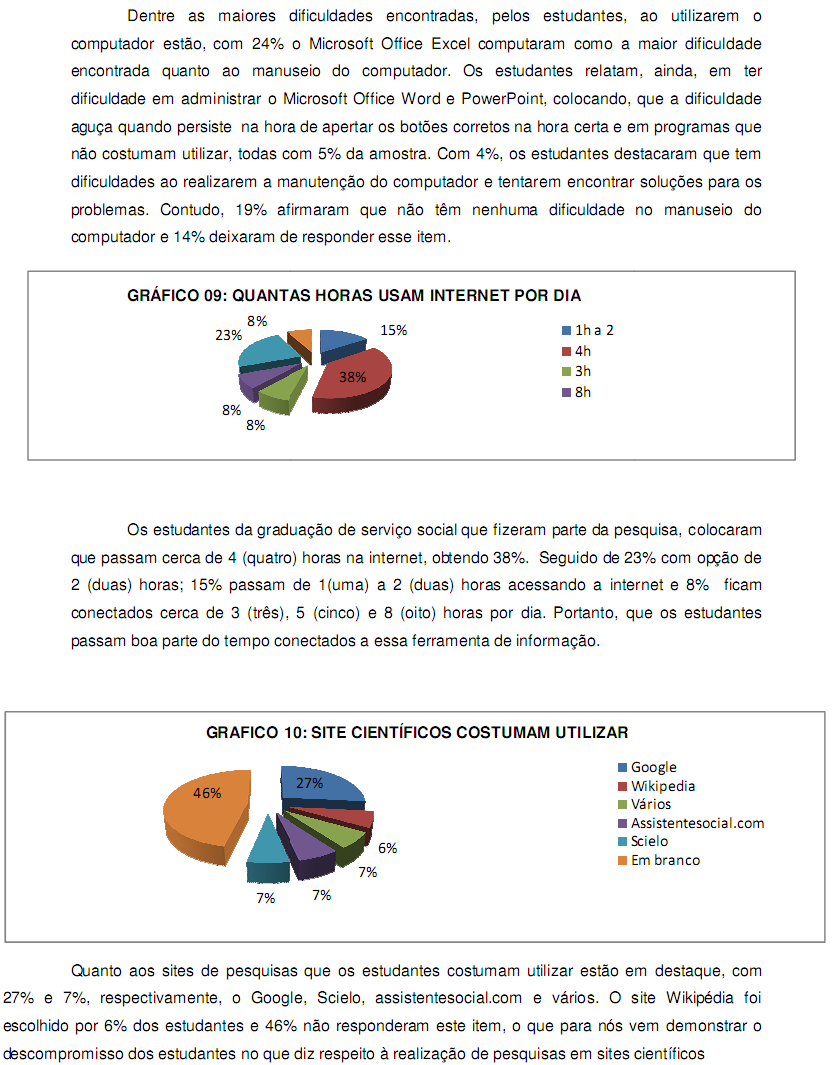 Dentre as maiores dificuldades encontradas, pelos estudantes, ao utilizarem o
computador estão, com 24% o Microsoft Office Excel computaram como a maior dificuldade
encontrada quanto ao manuseio do computador. Os estudantes relatam, ainda, em ter
dificuldade em administrar o Microsoft Office Word e PowerPoint, colocando, que a dificuldade
aguça quando persiste na hora de apertar os botões corretos na hora certa e em programas que
não costumam utilizar, todas com 5% da amostra. Com 4%, os estudantes destacaram que tem
dificuldades ao realizarem a manutenção do computador e tentarem encontrar soluções para os
problemas. Contudo, 19% afirmaram que não têm nenhuma dificuldade no manuseio do
computador e 14% deixaram de responder esse item.
GRÁFICO 09: QUANTAS HORAS USAM INTERNET POR DIA
8%
23%
15%
38%
8%
8%
1h a 2
4h
3h
8h
Os estudantes da graduação de serviço social que fizeram parte da pesquisa, colocaram
que passam cerca de 4 (quatro) horas na internet, obtendo 38%. Seguido de 23% com opção de
2 (duas) horas; 15% passam de 1(uma) a 2 (duas) horas acessando a internet e 8% ficam
conectados cerca de 3 (três), 5 (cinco) e 8 (oito) horas por dia. Portanto, que os estudantes
passam boa parte do tempo conectados a essa ferramenta de informação.
GRAFICO 10: SITE CIENTÍFICOS COSTUMAM UTILIZAR
46%
27%
6%
7%
7%
7%
Google
Wikipedia
Vários
Assistentesocial.com
Scielo
Em branco
Quanto aos sites de pesquisas que os estudantes costumam utilizar estão em destaque, com
27% e 7%, respectivamente, o Google, Scielo, assistentesocial.com e vários. O site Wikipédia foi
escolhido por 6% dos estudantes e 46% não responderam este item, o que para nós vem demonstrar o
descompromisso dos estudantes no que diz respeito à realização de pesquisas em sites científicos